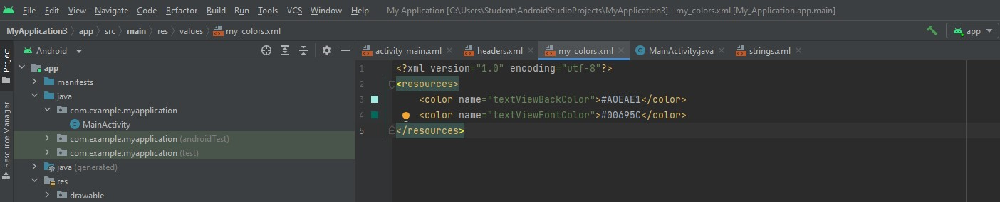 File Edit View Navigate Code Refactor Build Run Tools VCS Window Help My Application [C:\Users\Student\AndroidStudioProjects\MyApplication3] - my_colors.xml [My_Application.app.main]
MyApplication3 app src main res values my_colors.xml app
Project
Resource Manager
Android
app
manifests
java
com.example.myapplication
MainActivity
com.example.myapplication (androidTest)
com.example.myapplication (test)
java (generated)
res
drawable
activity_main.xml headers.xml my_colors.xml MainActivity.java strings.xml
1 <?xml version="1.0" encoding="utf-8"?>
2 <resources>
3 <color name="textViewBackColor">#A0EAE1</color>
4 <color name="textViewFontColor">#00695C</color>
5 </resources>